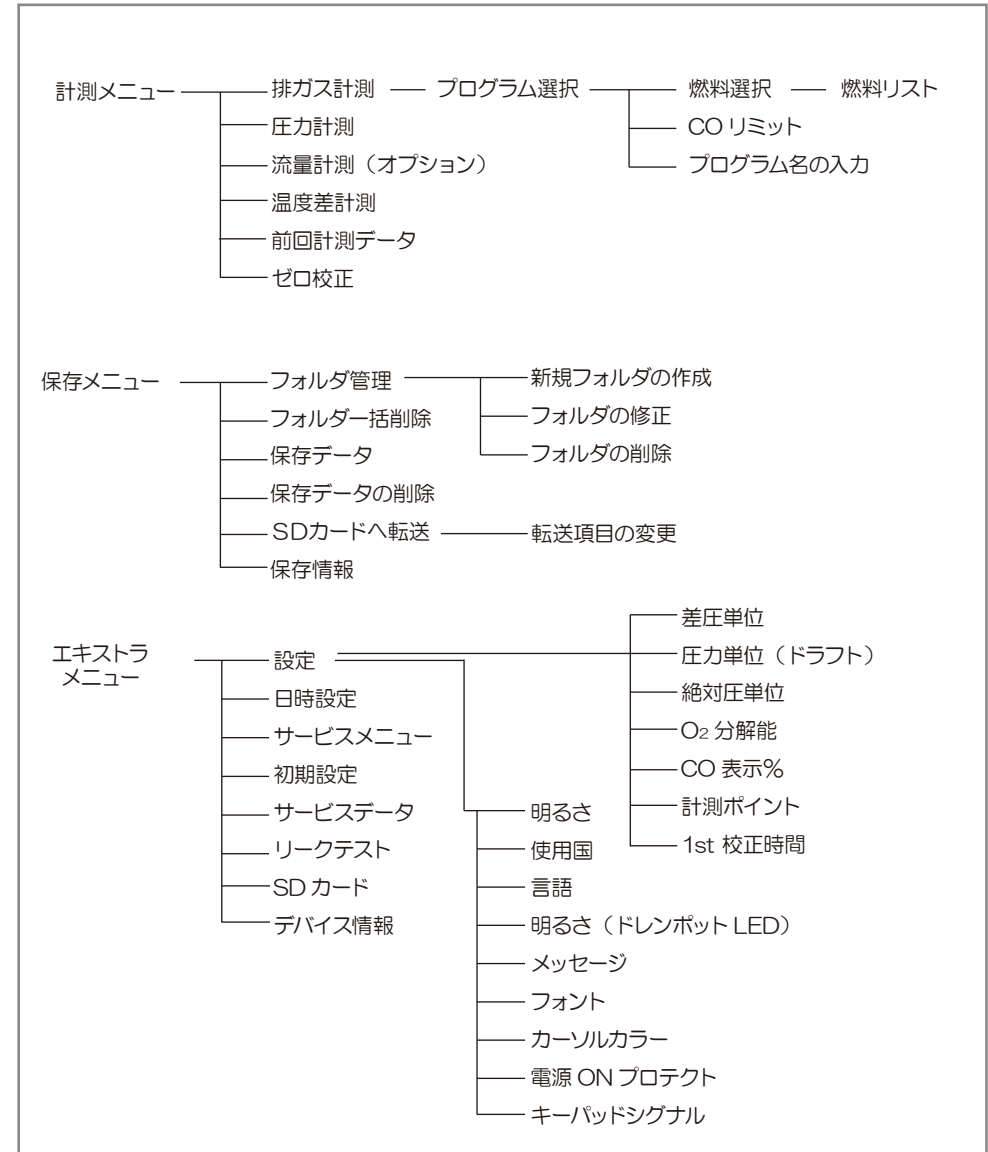 計測メニュー
排ガス計測
プログラム選択
燃料選択
燃料リスト
CO リミット
プログラム名の入力
圧力計測
流量計測（オプション）
温度差計測
前回計測データ
ゼロ校正
保存メニュー
フォルダ管理
新規フォルダの作成
フォルダの修正
フォルダの削除
フォルダ一括削除
保存データ
保存データの削除
SDカードへ転送
転送項目の変更
保存情報
エキストラ
メニュー
設定
差圧単位
圧力単位（ドラフト）
絶対圧単位
O₂ 分解能
CO 表示%
計測ポイント
1st 校正時間
明るさ
使用国
言語
明るさ（ドレンポット LED）
メッセージ
フォント
カーソルカラー
電源 ON プロテクト
キーパッドシグナル
日時設定
サービスメニュー
初期設定
サービスデータ
リークテスト
SD カード
デバイス情報